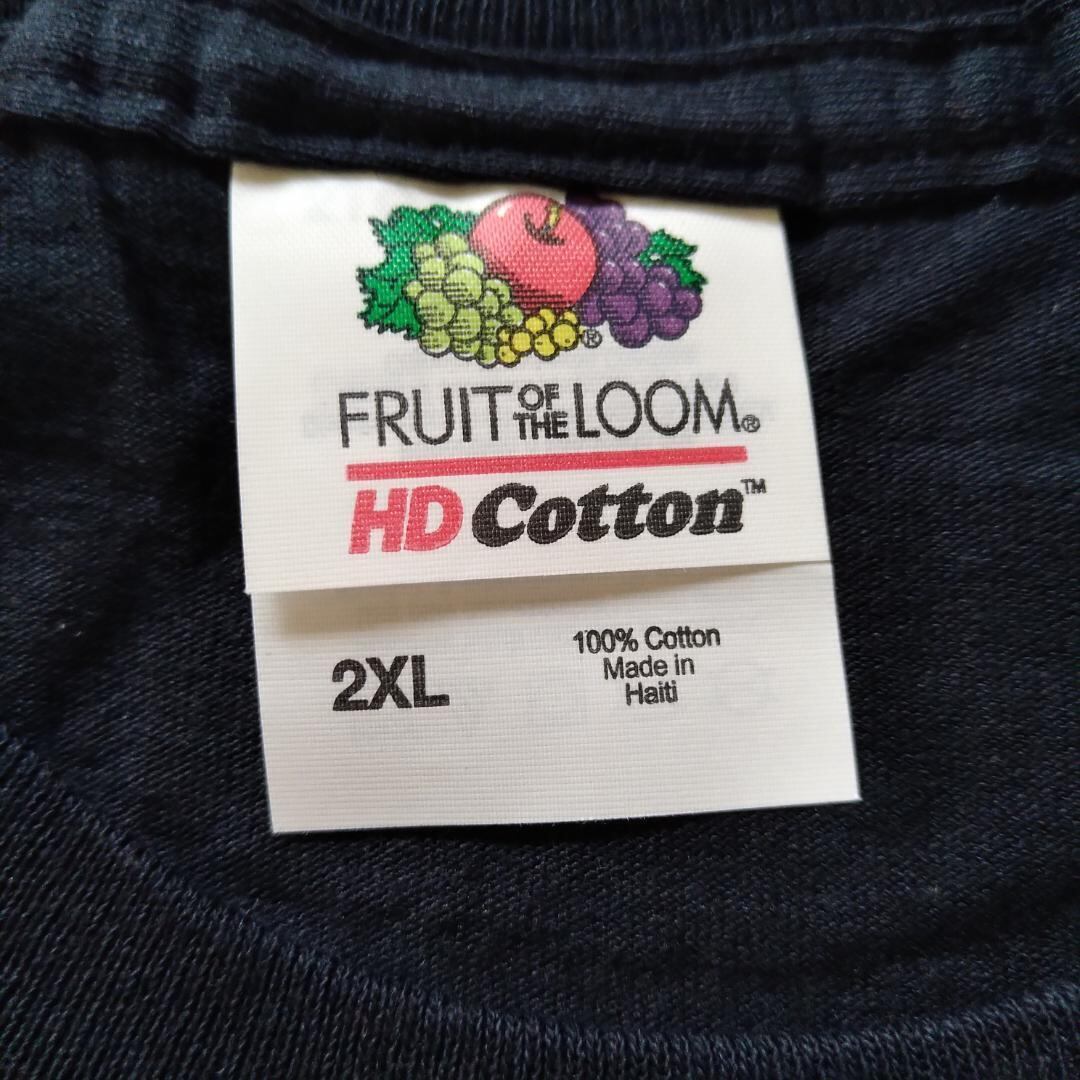 ®
FRUIT OF THE LOOM®
HD Cotton™
2XL
100% Cotton
Made in
Haiti